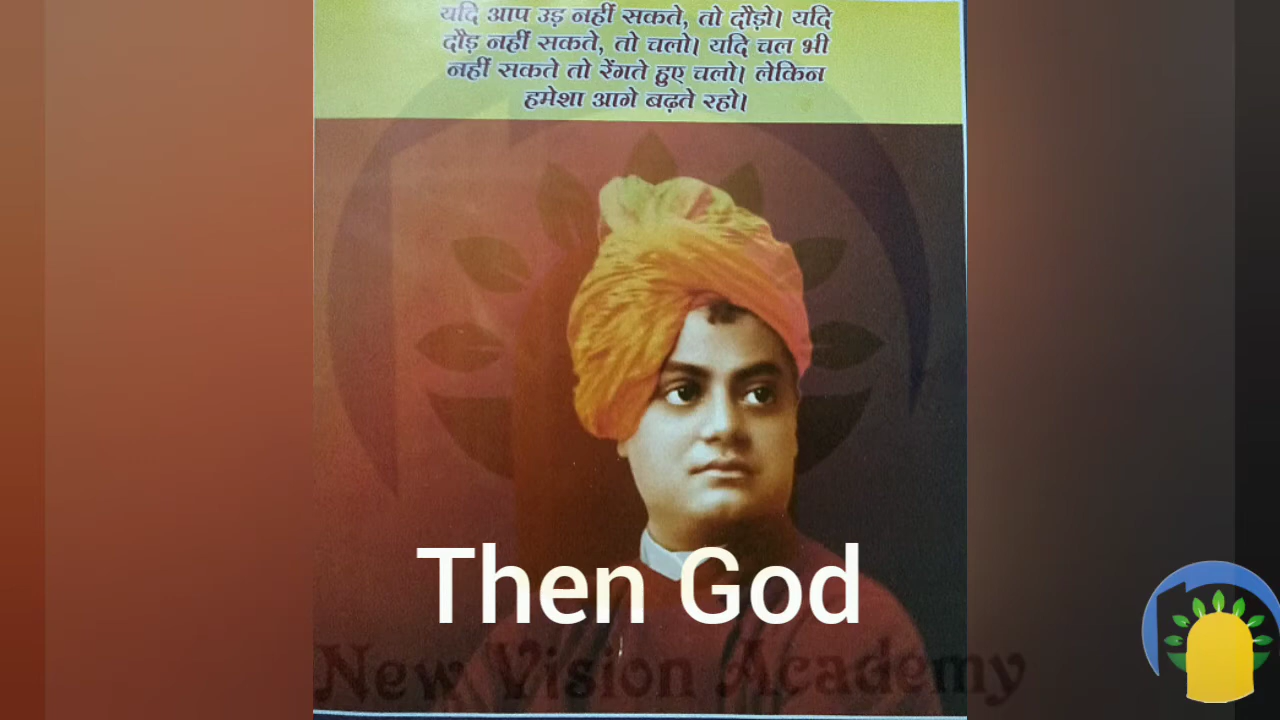 यदि आप उड़ नहीं सकते, तो दौड़ो। यदि
दौड़ नहीं सकते, तो चलो। यदि चल भी
नहीं सकते तो रेंगते हुए चलो। लेकिन
हमेशा आगे बढ़ते रहो।
Then God
New Vision Academy